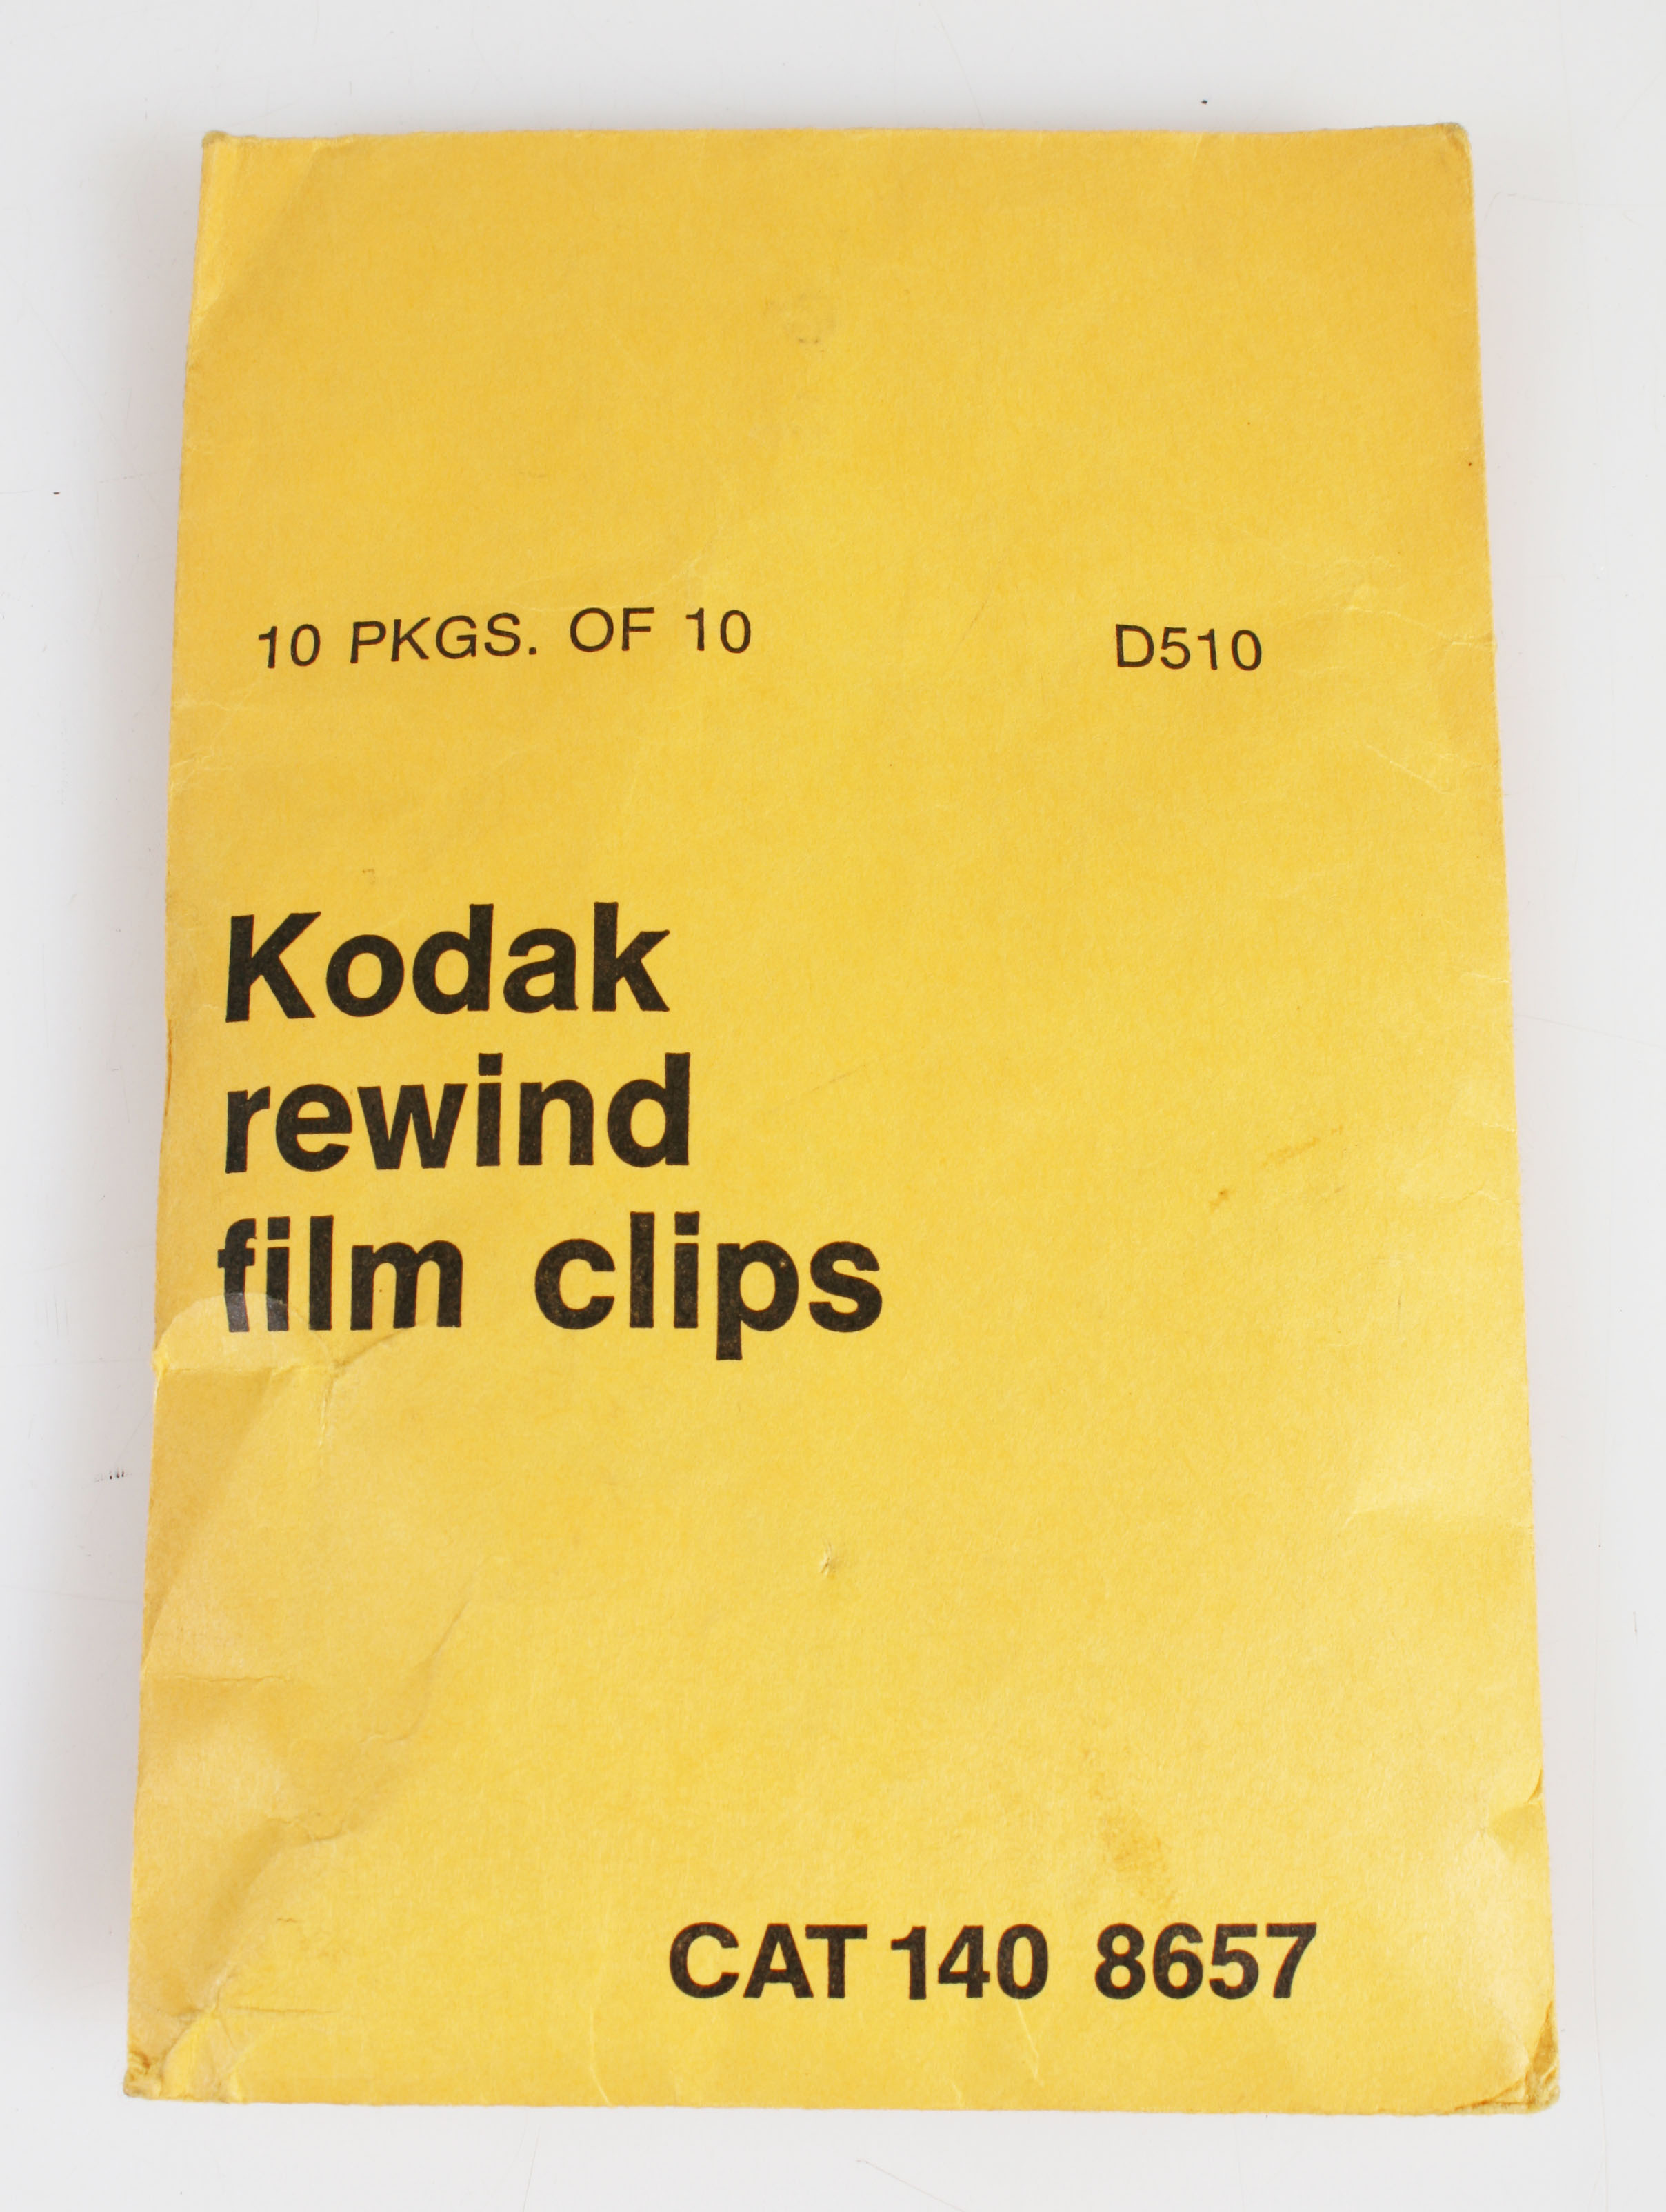 10 PKGS. OF 10 D510
Kodak
rewind
film clips
CAT 140 8657